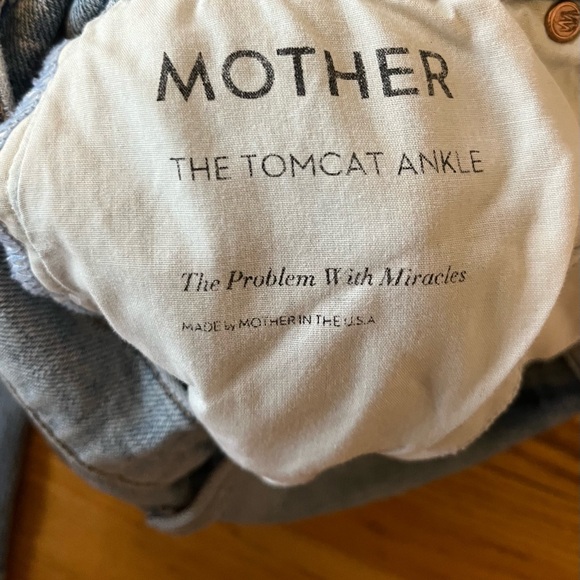 MOTHER
THE TOMCAT ANKLE
The Problem With Miracles
MADE by MOTHER IN THE U.S.A